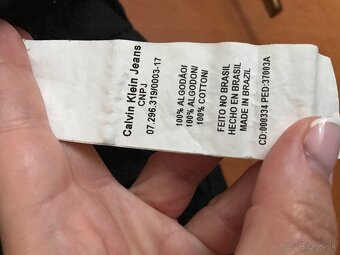 Calvin Klein Jeans
CNPJ
07.296.319/0003-17
100% ALGODÃO/
100% ALGODON/
100% COTTON/
FEITO NO BRASIL
HECHO EN BRASIL
MADE IN BRAZIL
CD:000334 PED:37003A